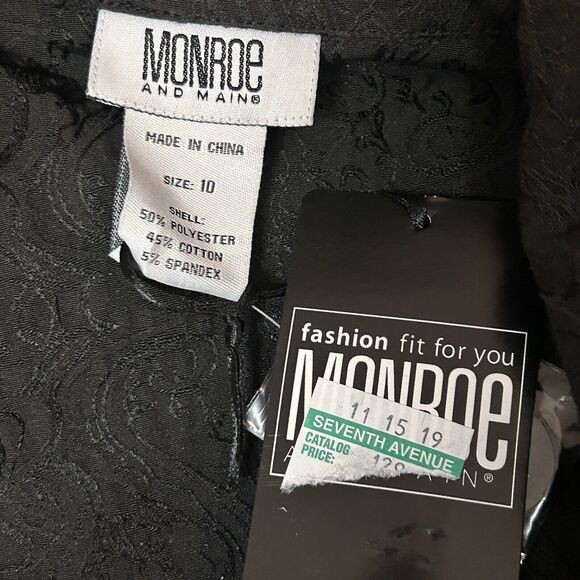 MONROE
AND MAIN®
MADE IN CHINA
SIZE: 10
SHELL:
50% POLYESTER
45% COTTON
5% SPANDEX
fashion fit for you
MONROE
11 15 19
SEVENTH AVENUE
CATALOG
PRICE: